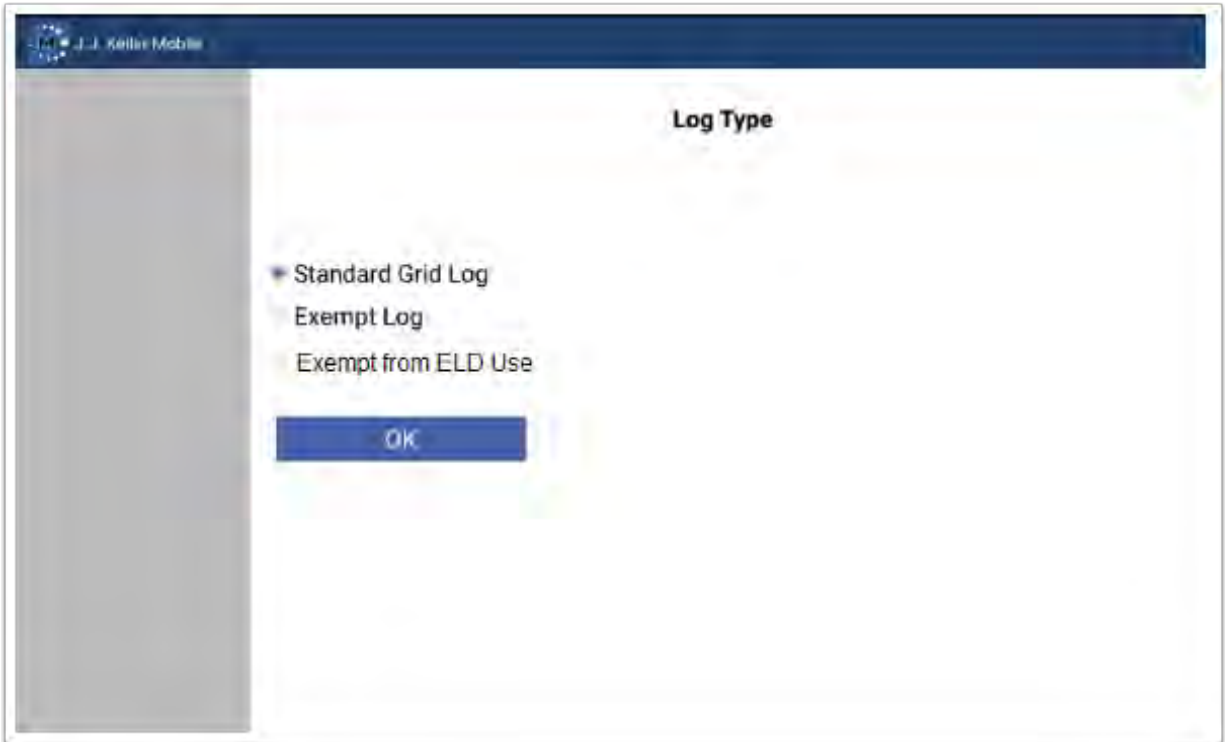 J. J. Keller Mobile
Log Type
Standard Grid Log
Exempt Log
Exempt from ELD Use
OK